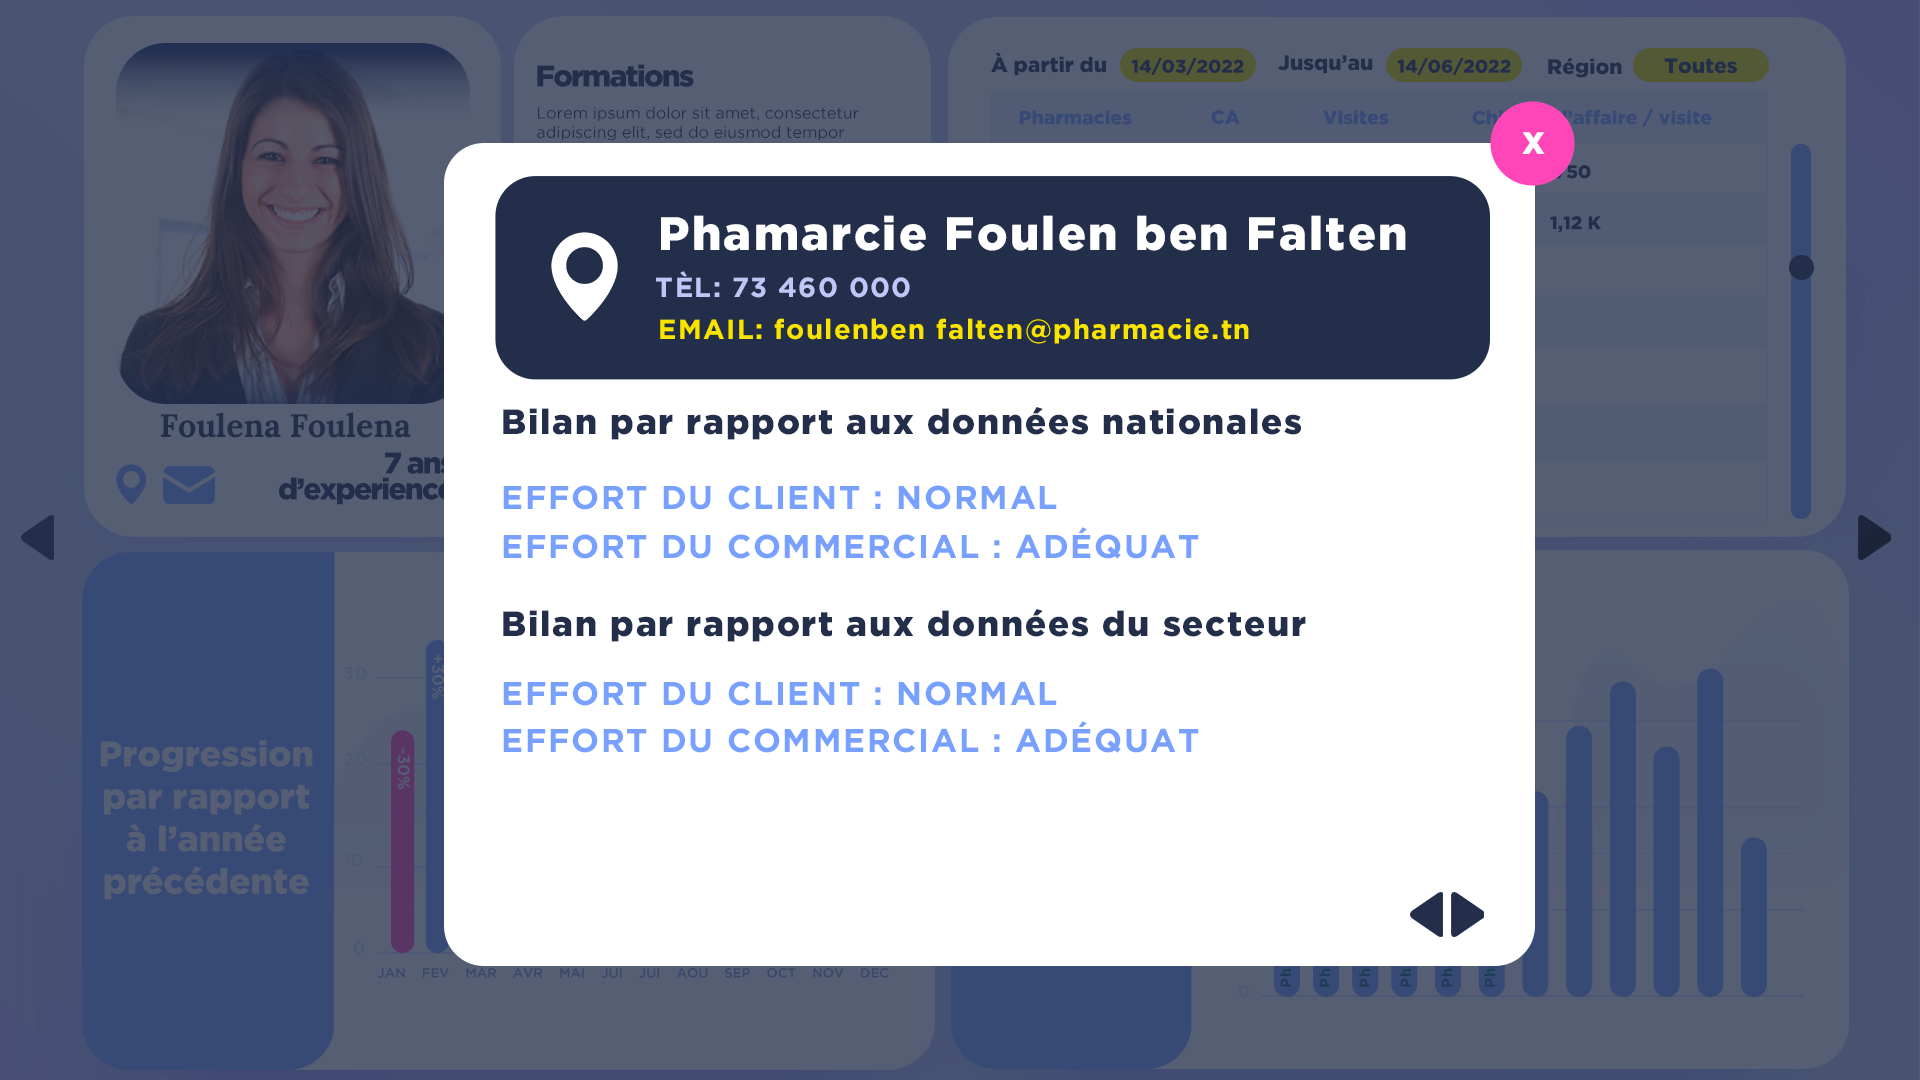 Formations
Lorem ipsum dolor sit amet, consectetur
adipiscing elit, sed do eiusmod tempor
À partir du 14/03/2022 Jusqu'au 14/06/2022 Région Toutes
Pharmacies CA Visites l'affaire / visite
X
50
1,12 K
Phamarcie Foulen ben Falten
TÈL: 73 460 000
EMAIL: foulenben falten@pharmacie.tn
Foulena Foulena
7 ans
d'experience
Bilan par rapport aux données nationales
EFFORT DU CLIENT : NORMAL
EFFORT DU COMMERCIAL : ADÉQUAT
Bilan par rapport aux données du secteur
EFFORT DU CLIENT : NORMAL
EFFORT DU COMMERCIAL : ADÉQUAT
Progression
par rapport
à l'année
précédente
30
20
10
0
-30%
+30%
JAN FEV MAR AVR MAI JUI JUI AOU SEP OCT NOV DEC
0
Ph Ph Ph Ph Ph Ph